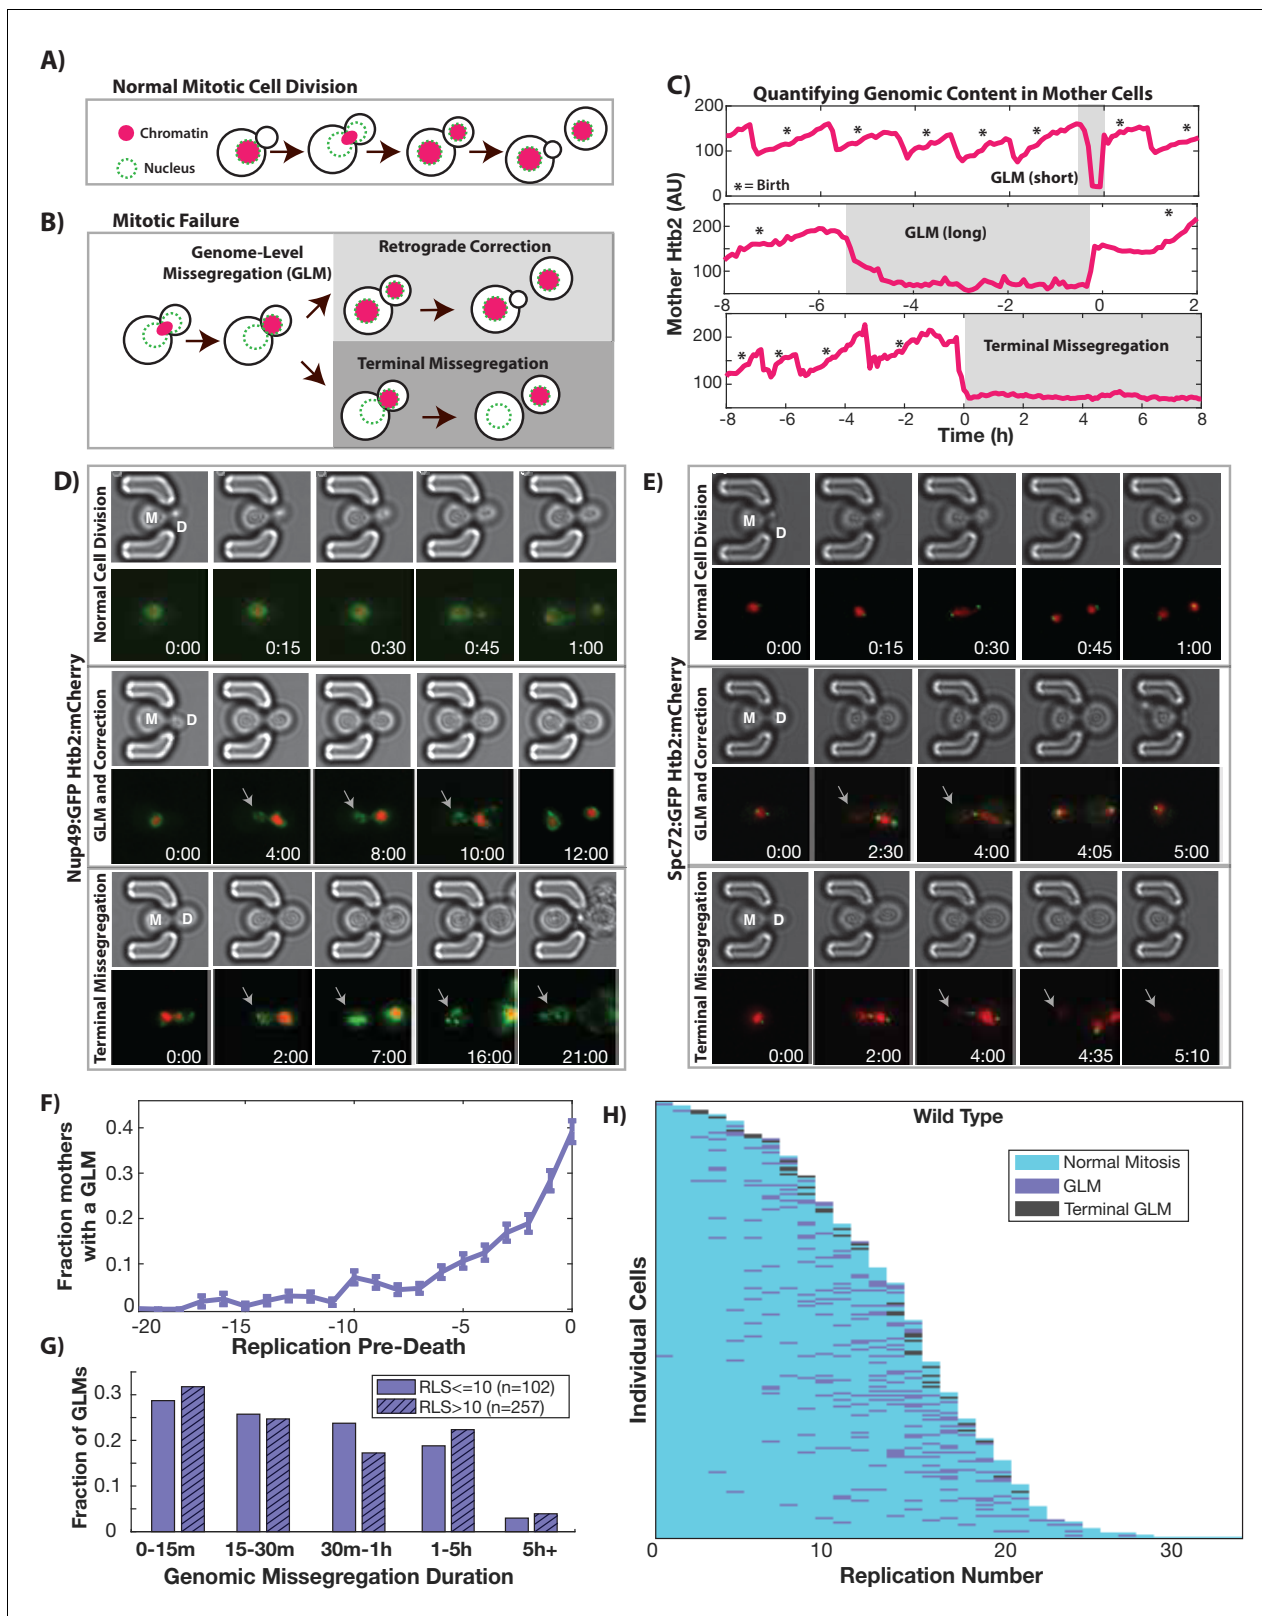 A)
Normal Mitotic Cell Division
Chromatin
Nucleus
B)
Mitotic Failure
Genome-Level
Missegregation (GLM)
Retrograde Correction
Terminal Missegregation
C)
Quantifying Genomic Content in Mother Cells
Mother Htb2 (AU)
200
100
0
* = Birth
* * * * * * *
GLM (short)
200
100
* *
GLM (long)
-8 -6 -4 -2 0 2
200
100
* * * *
Terminal Missegregation
-8 -6 -4 -2 0 2 4 6 8
Time (h)
D)
Nup49:GFP Htb2:mCherry
Normal Cell Division
M
D
0:00 0:15 0:30 0:45 1:00
GLM and Correction
M D
0:00 4:00 8:00 10:00 12:00
Terminal Missegregation
M D
0:00 2:00 7:00 16:00 21:00
E)
Spc72:GFP Htb2:mCherry
Normal Cell Division
M
D
0:00 0:15 0:30 0:45 1:00
GLM and Correction
M D
0:00 2:30 4:00 4:05 5:00
Terminal Missegregation
M D
0:00 2:00 4:00 4:35 5:10
F)
Fraction mothers
with a GLM
0.4
0.3
0.2
0.1
0
-20 -15 -10 -5 0
Replication Pre-Death
G)
Fraction of GLMs
0.3
0.2
0.1
0
RLS<=10 (n=102)
RLS>10 (n=257)
0-15m 15-30m 30m-1h 1-5h 5h+
Genomic Missegregation Duration
H)
Wild Type
Normal Mitosis
GLM
Terminal GLM
Individual Cells
0 10 20 30
Replication Number